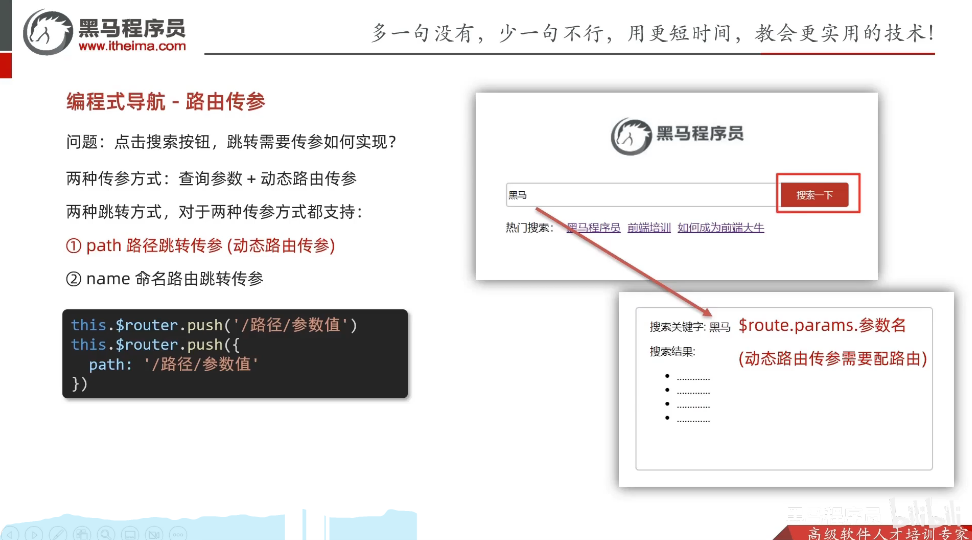 黑马程序员
www.itheima.com
多一句没有，少一句不行，用更短时间，教会更实用的技术！
编程式导航 - 路由传参
问题：点击搜索按钮，跳转需要传参如何实现？
两种传参方式：查询参数 + 动态路由传参
两种跳转方式，对于两种传参方式都支持：
① path 路径跳转传参 (动态路由传参)
② name 命名路由跳转传参
this.$router.push('/路径/参数值')
this.$router.push({
path: '/路径/参数值'
})
黑马程序员
黑马
搜索一下
热门搜索： 黑马程序员 前端培训 如何成为前端大牛
搜索关键字: 黑马 $route.params.参数名
搜索结果:
(动态路由传参需要配路由)
............
............
............
............
bilibili
高级软件人才培训专家